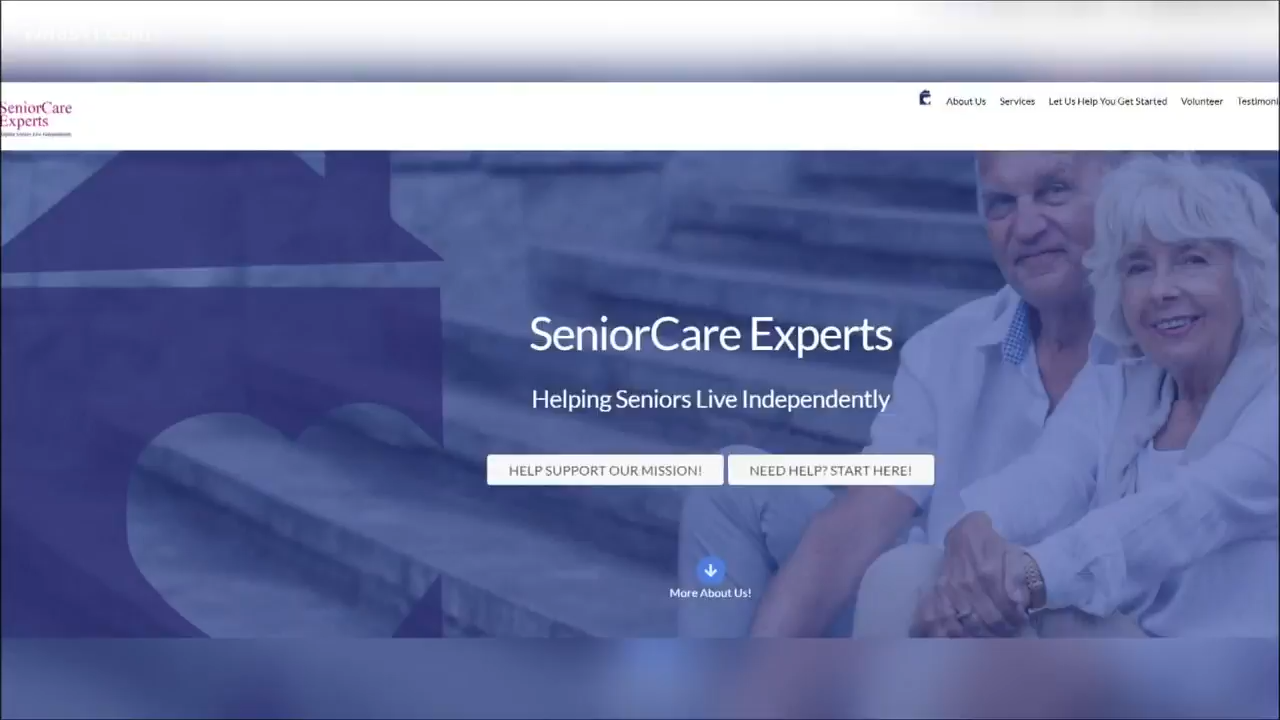 SeniorCare
Experts
About Us Services Let Us Help You Get Started Volunteer Testimoni
SeniorCare Experts
Helping Seniors Live Independently
HELP SUPPORT OUR MISSION! NEED HELP? START HERE!
More About Us!